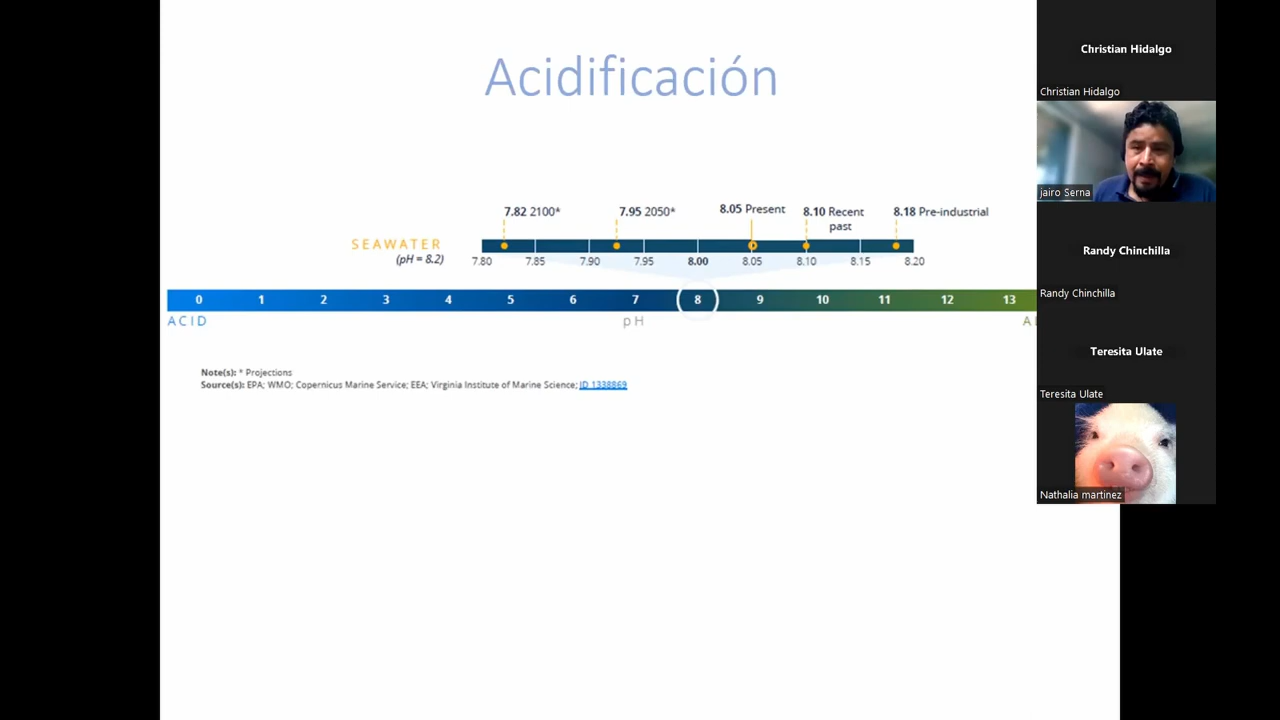 Acidificación
7.82 2100*
7.95 2050*
8.05 Present
8.10 Recent
past
8.18 Pre-industrial
SEAWATER
(pH = 8.2)
7.80 7.85 7.90 7.95 8.00 8.05 8.10 8.15 8.20
0 1 2 3 4 5 6 7 8 9 10 11 12 13
ACID
pH
Note(s): * Projections
Source(s): EPA; WMO; Copernicus Marine Service; EEA; Virginia Institute of Marine Science; ID 1338869
Christian Hidalgo
Christian Hidalgo
jairo Serna
Randy Chinchilla
Randy Chinchilla
Teresita Ulate
Teresita Ulate
Nathalia martinez